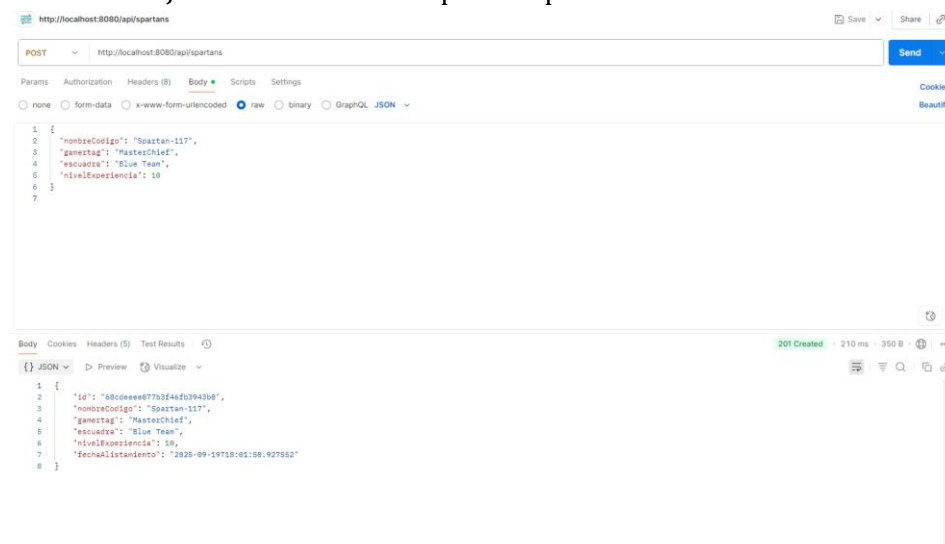 http://localhost:8080/api/spartans Save Share
POST http://localhost:8080/api/spartans Send
Params Authorization Headers (8) Body Scripts Settings Cookie
none form-data x-www-form-urlencoded raw binary GraphQL JSON Beautif
1 {
2 "nombreCodigo": "Spartan-117",
3 "gamertag": "MasterChief",
4 "escuadra": "Blue Team",
5 "nivelExperiencia": 10
6 }
7
Body Cookies Headers (5) Test Results 201 Created 210 ms 350 B
{} JSON Preview Visualize
1 {
2 "id": "68cdeeee877b3f46fb3943b8",
3 "nombreCodigo": "Spartan-117",
4 "gamertag": "MasterChief",
5 "escuadra": "Blue Team",
6 "nivelExperiencia": 10,
7 "fechaAlistamiento": "2025-09-19T18:01:50.927552"
8 }